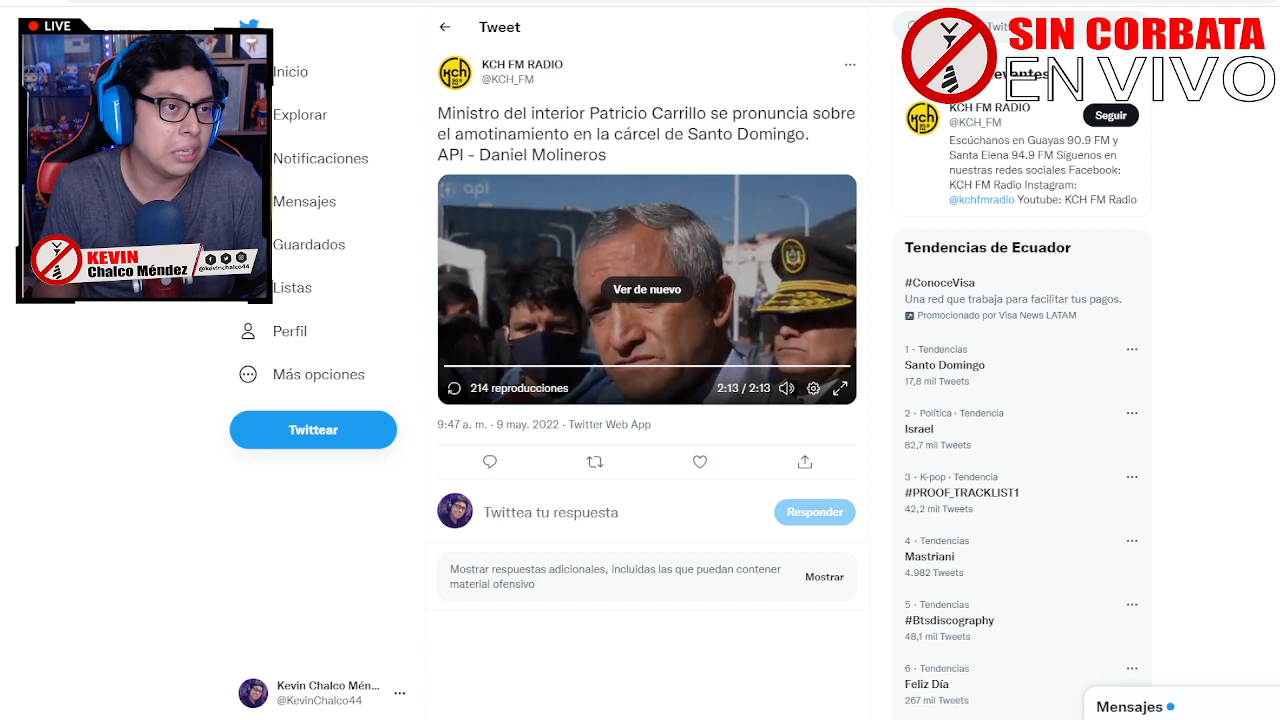 LIVE
KEVIN
Chalco Méndez
@kevinchalco44
Inicio
Explorar
Notificaciones
Mensajes
Guardados
Listas
Perfil
Más opciones
Twittear
Kevin Chalco Mén...
@KevinChalco44
Tweet
kch
KCH FM RADIO
@KCH_FM
Ministro del interior Patricio Carrillo se pronuncia sobre
el amotinamiento en la cárcel de Santo Domingo.
API - Daniel Molineros
api
Ver de nuevo
214 reproducciones
2:13 / 2:13
9:47 a. m. · 9 may. 2022 · Twitter Web App
Twittea tu respuesta
Responder
Mostrar respuestas adicionales, incluidas las que puedan contener
material ofensivo
Mostrar
SIN CORBATA
EN VIVO
kch
KCH FM RADIO
@KCH_FM
Seguir
Escúchanos en Guayas 90.9 FM y
Santa Elena 94.9 FM Síguenos en
nuestras redes sociales Facebook:
KCH FM Radio Instagram:
@kchfmradio Youtube: KCH FM Radio
Tendencias de Ecuador
#ConoceVisa
Una red que trabaja para facilitar tus pagos.
Promocionado por Visa News LATAM
1 · Tendencias
Santo Domingo
17,8 mil Tweets
2 · Política · Tendencia
Israel
82,7 mil Tweets
3 · K-pop · Tendencia
#PROOF_TRACKLIST1
42,2 mil Tweets
4 · Tendencias
Mastriani
4.982 Tweets
5 · Tendencias
#Btsdiscography
48,1 mil Tweets
6 · Tendencias
Feliz Día
267 mil Tweets
Mensajes